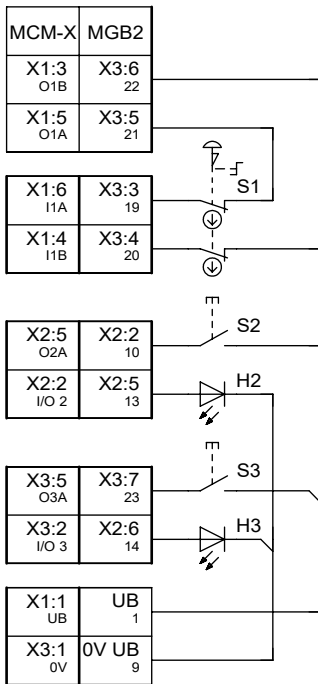 MCM-X MGB2
X1:3 X3:6
O1B 22
X1:5 X3:5
O1A 21
S1
X1:6 X3:3
I1A 19
X1:4 X3:4
I1B 20
S2
X2:5 X2:2
O2A 10
H2
X2:2 X2:5
I/O 2 13
S3
X3:5 X3:7
O3A 23
H3
X3:2 X2:6
I/O 3 14
X1:1 UB
UB 1
X3:1 0V UB
0V 9